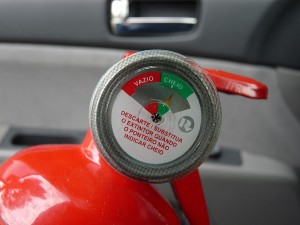 VAZIO CHEIO
DESCARTE / SUBSTITUA
O EXTINTOR QUANDO
O PONTEIRO NÃO
INDICAR CHEIO